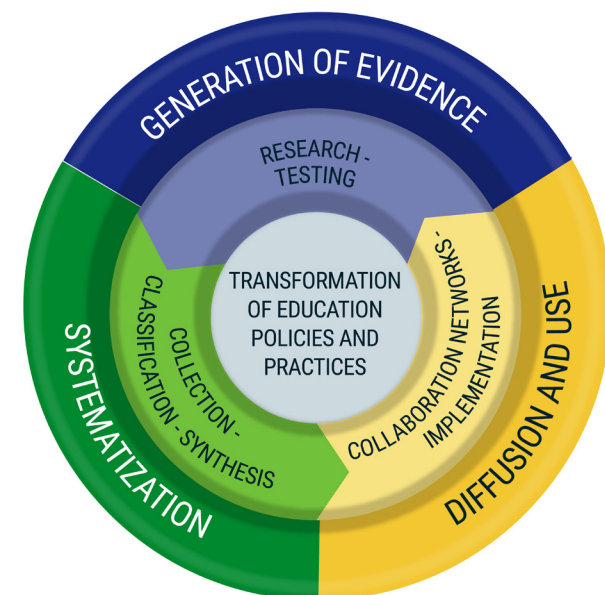 GENERATION OF EVIDENCE
RESEARCH -
TESTING
TRANSFORMATION
OF EDUCATION
POLICIES AND
PRACTICES
COLLABORATION NETWORKS -
IMPLEMENTATION
DIFFUSION AND USE
COLLECTION -
CLASSIFICATION - SYNTHESIS
SYSTEMATIZATION